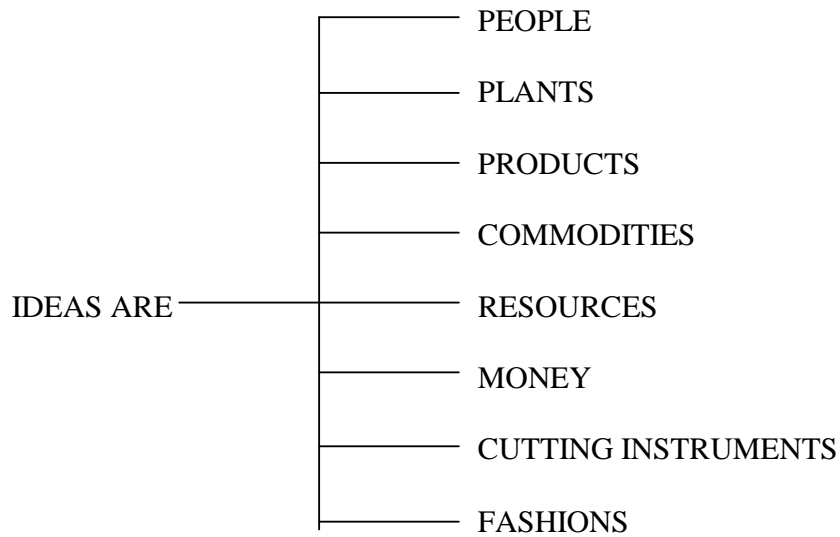 PEOPLE
PLANTS
PRODUCTS
COMMODITIES
IDEAS ARE RESOURCES
MONEY
CUTTING INSTRUMENTS
FASHIONS